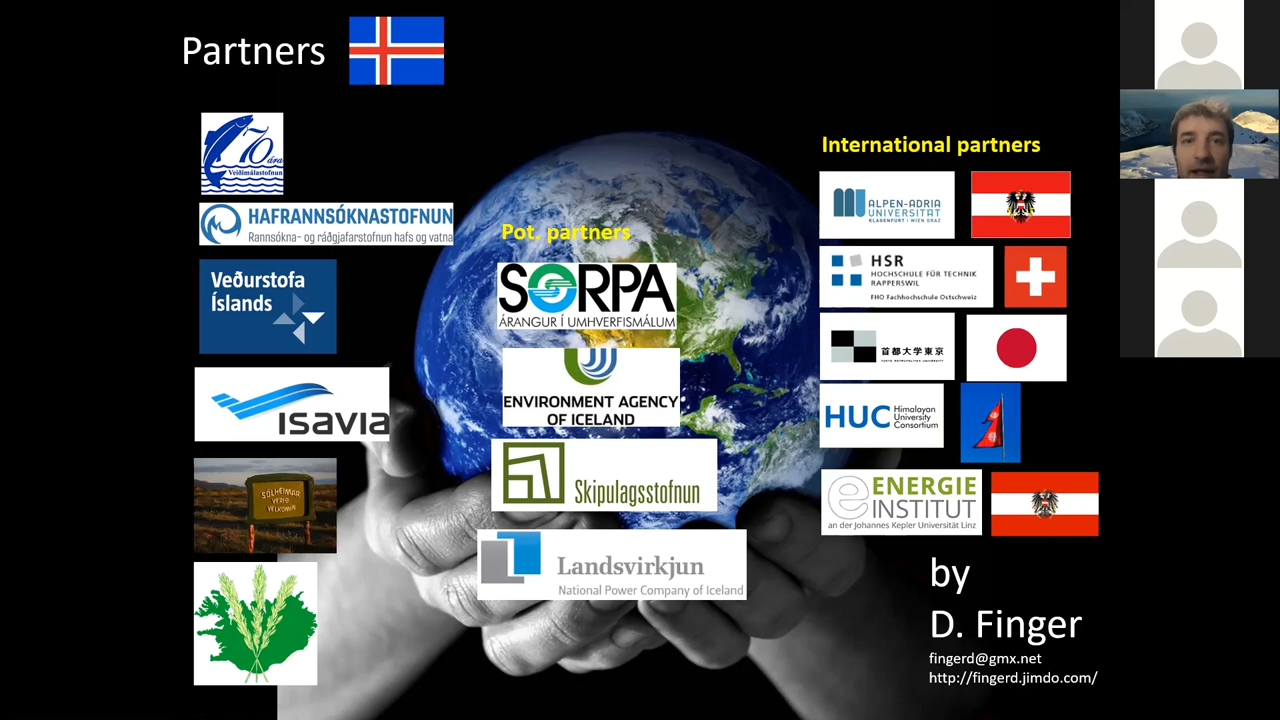 Partners
70
ára
Veiðimálastofnun
HAFRANNSÓKNASTOFNUN
Rannsókna- og ráðgjafarstofnun hafs og vatna
Veðurstofa
Íslands
ISAVIA
SÓLHEIMAR
VERIÐ
VELKOMIN
Pot. partners
SORPA
ÁRANGUR Í UMHVERFISMÁLUM
ENVIRONMENT AGENCY
OF ICELAND
Skipulagsstofnun
Landsvirkjun
National Power Company of Iceland
International partners
ALPEN-ADRIA
UNIVERSITÄT
KLAGENFURT | WIEN GRAZ
HSR
HOCHSCHULE FÜR TECHNIK
RAPPERSWIL
FHO Fachhochschule Ostschweiz
首都大学東京
TOKYO METROPOLITAN UNIVERSITY
HUC
Himalayan
University
Consortium
e
ENERGIE
INSTITUT
an der Johannes Kepler Universität Linz
by
D. Finger
fingerd@gmx.net
http://fingerd.jimdo.com/